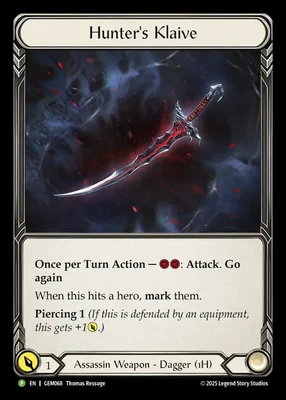 Hunter's Klaive
Once per Turn Action — : Attack. Go
again
When this hits a hero, mark them.
Piercing 1 (If this is defended by an equipment,
this gets +1.)
1
Assassin Weapon - Dagger (1H)
P EN | GEM068 Thomas Ressuge
© 2025 Legend Story Studios